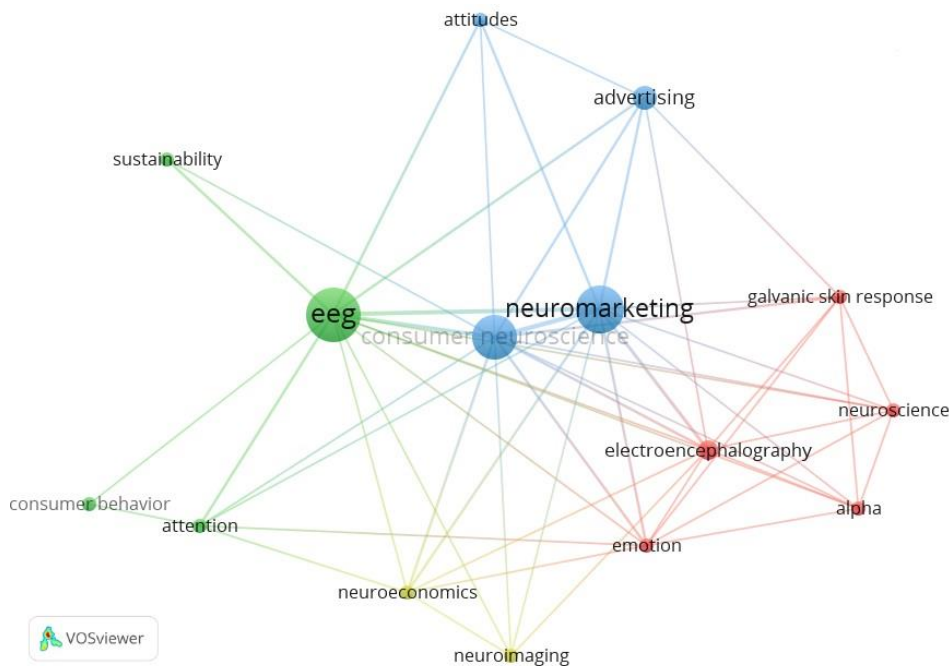 attitudes
advertising
sustainability
galvanic skin response
neuromarketing
eeg
consumer neuroscience
neuroscience
electroencephalography
consumer behavior
alpha
attention
emotion
neuroeconomics
VOSviewer
neuroimaging